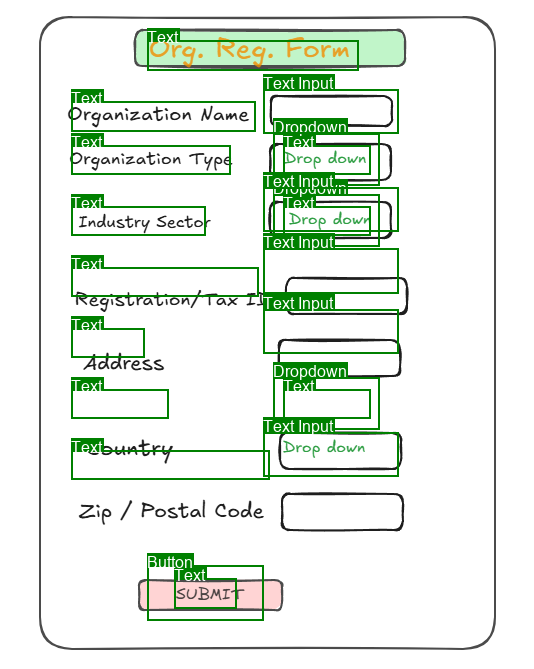 Text
Org. Reg. Form
Text Text Input
Organization Name
Dropdown
Text Text
Organization Type Drop down
Text Input
Dropdown
Text Text
Industry Sector Drop down
Text Input
Text
Registration/Tax ID
Text Input
Text
Address
Dropdown
Text Text
Text Input
Text
Country Drop down
Zip / Postal Code
Button
Text
SUBMIT